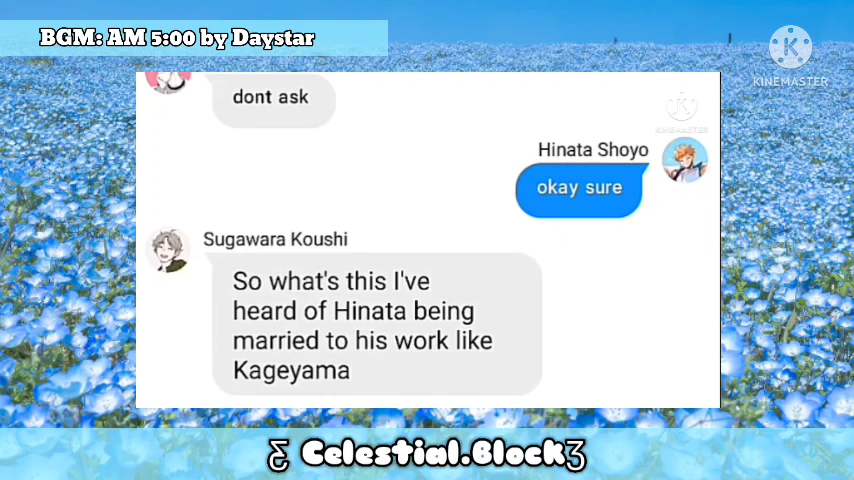 BGM: AM 5:00 by Daystar
KINEMASTER
dont ask
KINEMASTER
Hinata Shoyo
okay sure
Sugawara Koushi
So what's this I've
heard of Hinata being
married to his work like
Kageyama
Ƹ Celestial.Block Ʒ